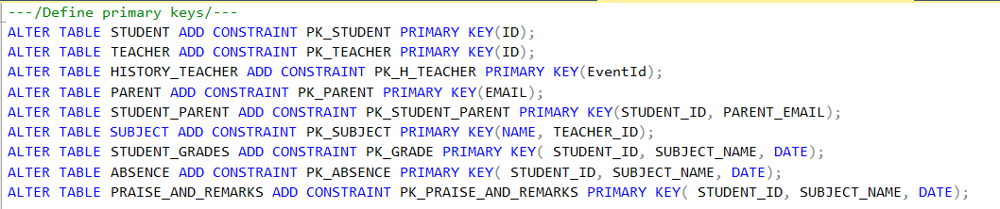 ---/Define primary keys/---
ALTER TABLE STUDENT ADD CONSTRAINT PK_STUDENT PRIMARY KEY(ID);
ALTER TABLE TEACHER ADD CONSTRAINT PK_TEACHER PRIMARY KEY(ID);
ALTER TABLE HISTORY_TEACHER ADD CONSTRAINT PK_H_TEACHER PRIMARY KEY(EventId);
ALTER TABLE PARENT ADD CONSTRAINT PK_PARENT PRIMARY KEY(EMAIL);
ALTER TABLE STUDENT_PARENT ADD CONSTRAINT PK_STUDENT_PARENT PRIMARY KEY(STUDENT_ID, PARENT_EMAIL);
ALTER TABLE SUBJECT ADD CONSTRAINT PK_SUBJECT PRIMARY KEY(NAME, TEACHER_ID);
ALTER TABLE STUDENT_GRADES ADD CONSTRAINT PK_GRADE PRIMARY KEY( STUDENT_ID, SUBJECT_NAME, DATE);
ALTER TABLE ABSENCE ADD CONSTRAINT PK_ABSENCE PRIMARY KEY( STUDENT_ID, SUBJECT_NAME, DATE);
ALTER TABLE PRAISE_AND_REMARKS ADD CONSTRAINT PK_PRAISE_AND_REMARKS PRIMARY KEY( STUDENT_ID, SUBJECT_NAME, DATE);